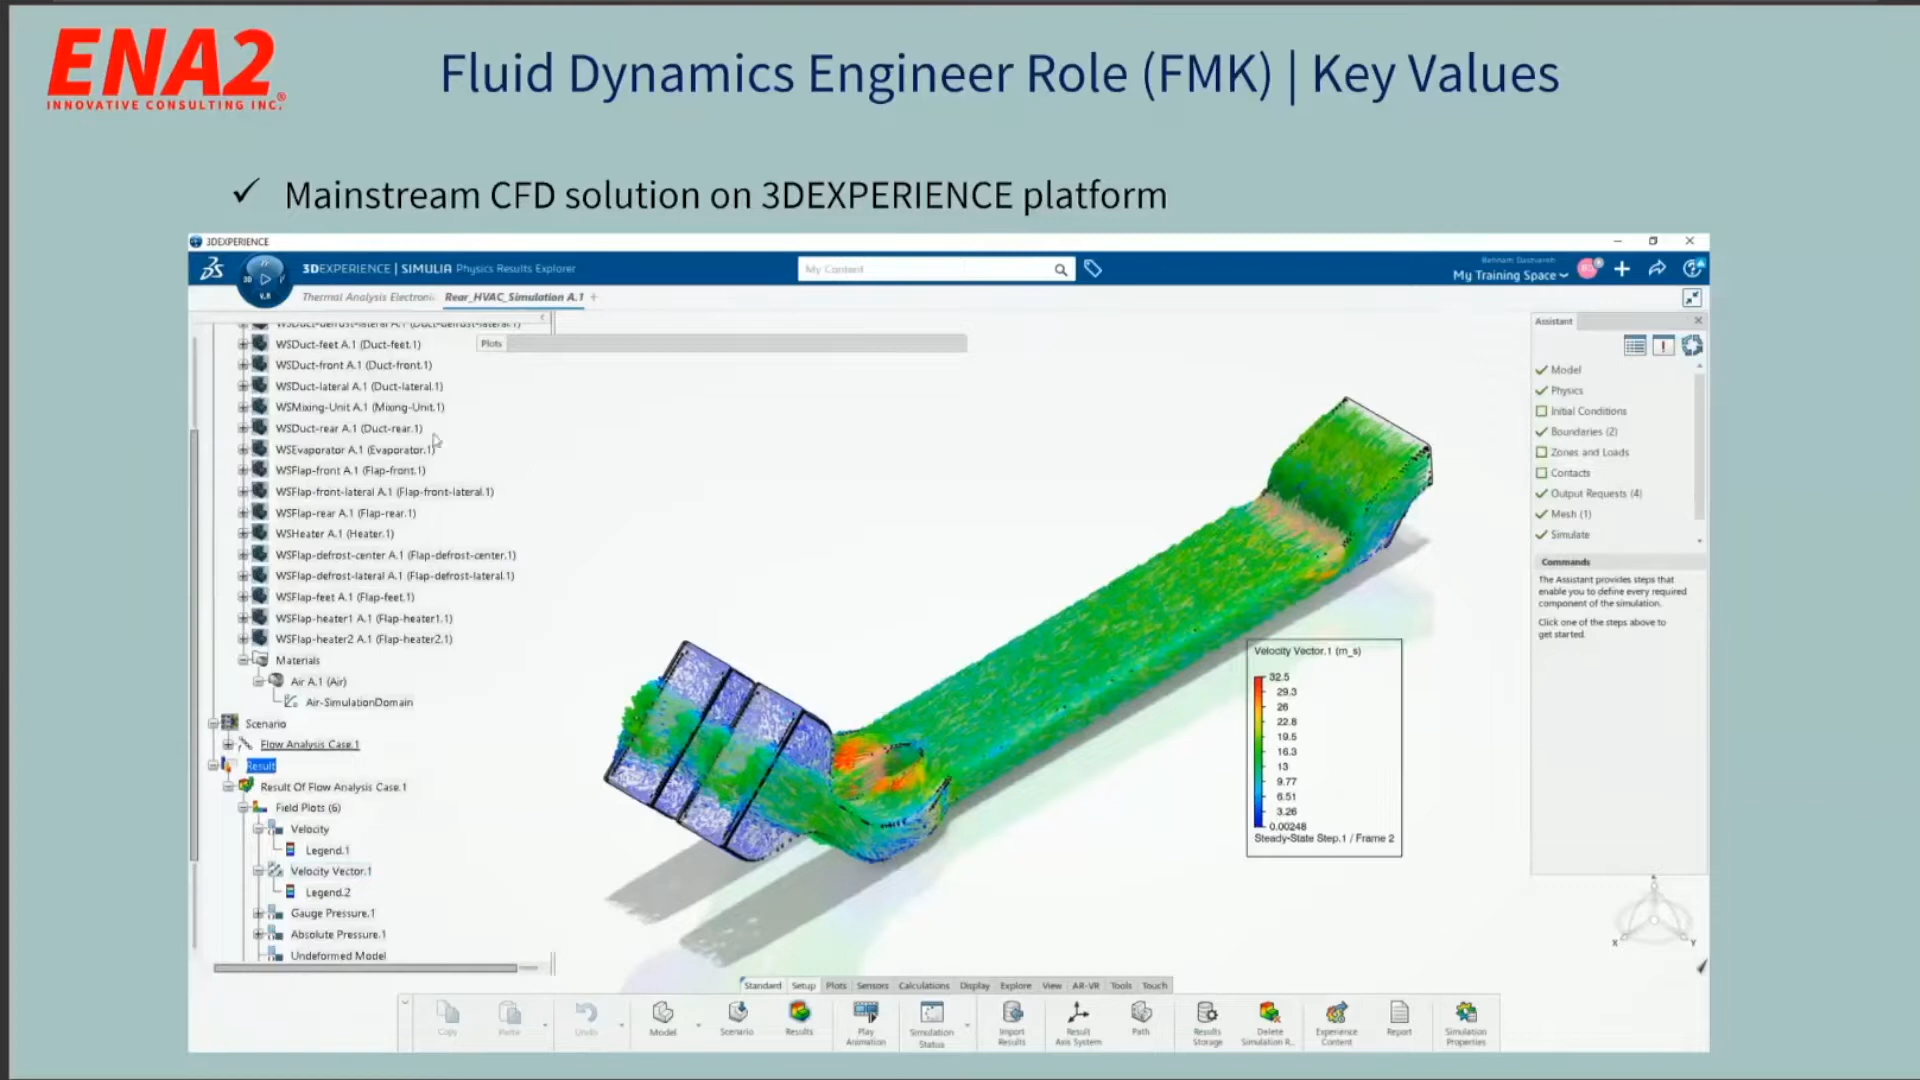 ENA2
INNOVATIVE CONSULTING INC.®
Fluid Dynamics Engineer Role (FMK) | Key Values
✓ Mainstream CFD solution on 3DEXPERIENCE platform
3DEXPERIENCE
3DEXPERIENCE | SIMULIA Physics Results Explorer
My Content
My Training Space
3D
V.R
Thermal Analysis Electroni
Rear_HVAC_Simulation A.1 +
WSDuct-defrost-lateral A.1 (Duct-defrost-lateral.1)
WSDuct-feet A.1 (Duct-feet.1)
WSDuct-front A.1 (Duct-front.1)
WSDuct-lateral A.1 (Duct-lateral.1)
WSMixing-Unit A.1 (Mixing-Unit.1)
WSDuct-rear A.1 (Duct-rear.1)
WSEvaporator A.1 (Evaporator.1)
WSFlap-front A.1 (Flap-front.1)
WSFlap-front-lateral A.1 (Flap-front-lateral.1)
WSFlap-rear A.1 (Flap-rear.1)
WSHeater A.1 (Heater.1)
WSFlap-defrost-center A.1 (Flap-defrost-center.1)
WSFlap-defrost-lateral A.1 (Flap-defrost-lateral.1)
WSFlap-feet A.1 (Flap-feet.1)
WSFlap-heater1 A.1 (Flap-heater1.1)
WSFlap-heater2 A.1 (Flap-heater2.1)
Materials
Air A.1 (Air)
Air-SimulationDomain
Scenario
Flow Analysis Case.1
Result
Result Of Flow Analysis Case.1
Field Plots (6)
Velocity
Legend.1
Velocity Vector.1
Legend.2
Gauge Pressure.1
Absolute Pressure.1
Undeformed Model
Plots
Velocity Vector.1 (m_s)
32.5
29.3
26
22.8
19.5
16.3
13
9.77
6.51
3.26
0.00248
Steady-State Step.1 / Frame 2
Assistant
Model
Physics
Initial Conditions
Boundaries (2)
Zones and Loads
Contacts
Output Requests (4)
Mesh (1)
Simulate
Commands
The Assistant provides steps that
enable you to define every required
component of the simulation.
Click one of the steps above to
get started.
X
Y
Standard Setup Plots Sensors Calculations Display Explore View AR-VR Tools Touch
Copy
Paste
Undo
Model
Scenario
Results
Play
Animation
Simulation
Status
Import
Results
Result
Axis System
Path
Results
Storage
Delete
Simulation R...
Experience
Content
Report
Simulation
Properties